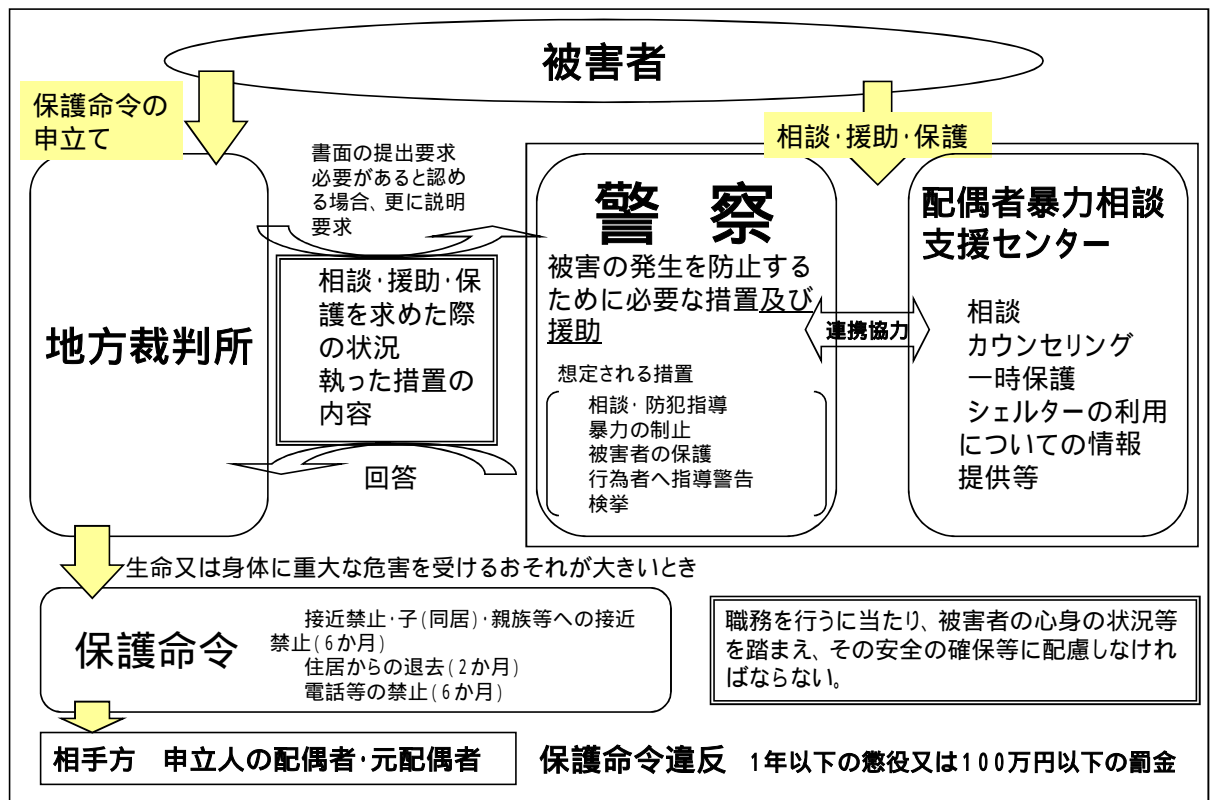 被害者
保護命令の
申立て
相談･援助･保護
書面の提出要求
必要があると認め
る場合、更に説明
要求
地方裁判所
相談･援助･保
護を求めた際
の状況
執った措置の
内容
回答
警　察
被害の発生を防止する
ために必要な措置及び
援助
想定される措置
相談･防犯指導
暴力の制止
被害者の保護
行為者へ指導警告
検挙
連携協力
配偶者暴力相談
支援センター
相談
カウンセリング
一時保護
シェルターの利用
についての情報
提供等
生命又は身体に重大な危害を受けるおそれが大きいとき
保護命令
接近禁止･子(同居)･親族等への接近
禁止(6か月)
住居からの退去(2か月)
電話等の禁止(6か月)
職務を行うに当たり、被害者の心身の状況等
を踏まえ、その安全の確保等に配慮しなけれ
ばならない。
相手方　申立人の配偶者･元配偶者
保護命令違反　1年以下の懲役又は100万円以下の罰金